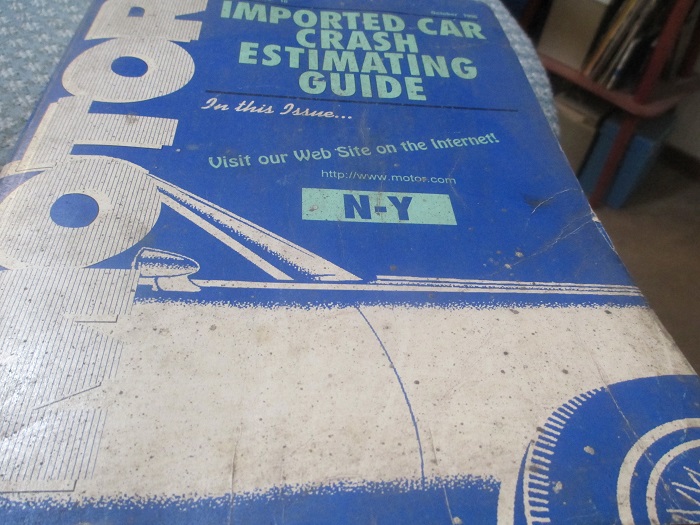 MOTOR
IMPORTED CAR
CRASH
ESTIMATING
GUIDE
In this Issue...
Visit our Web Site on the Internet!
http://www.motor.com
N-Y